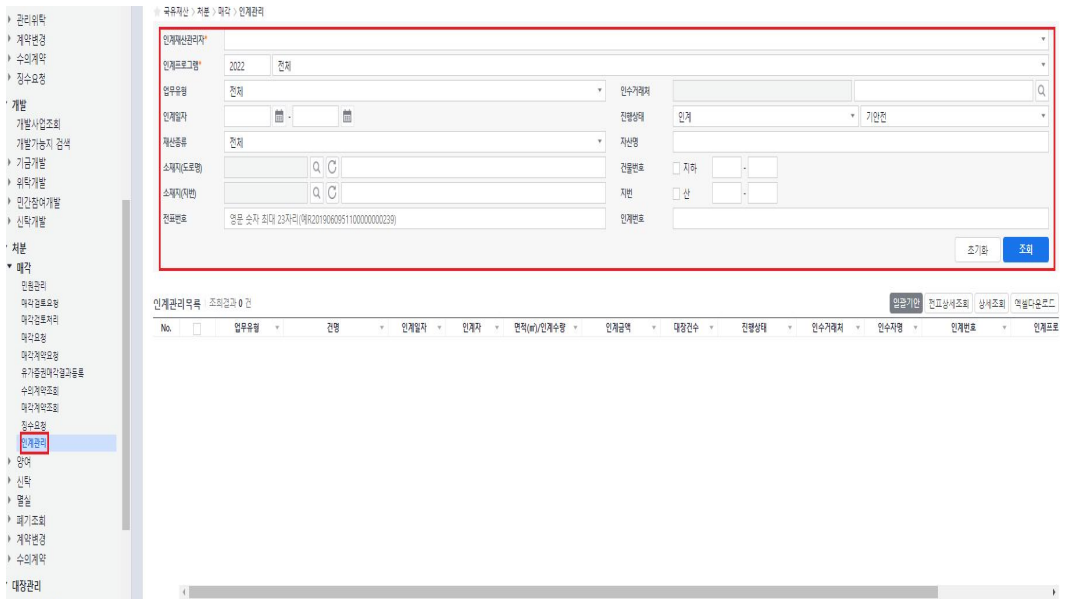 관리위탁
계약변경
수의계약
징수요청
개발
개발사업조회
개발가능지 검색
기금개발
위탁개발
민간참여개발
신탁개발
처분
매각
민원관리
매각검토요청
매각검토처리
매각요청
매각계약요청
유가증권매각결과등록
수의계약조회
매각계약조회
징수요청
인계관리
양여
신탁
멸실
폐기조회
계약변경
수의계약
대장관리
국유재산 > 처분 > 매각 > 인계관리
인계재산관리자*
인계프로그램* 2022 전체
업무유형 전체 인수거래처
인계일자 - 진행상태 인계 기안전
재산종류 전체 자산명
소재지(도로명) 건물번호 지하 -
소재지(지번) 지번 산 -
전표번호 영문 숫자 최대 23자리(예R2019060951100000000239) 인계번호
초기화 조회
인계관리목록 조회결과 0 건 일괄기안 전표상세조회 상세조회 엑셀다운로드
No. 업무유형 건명 인계일자 인계자 면적(㎡)/인계수량 인계금액 대장건수 진행상태 인수거래처 인수자명 인계번호 인계프로